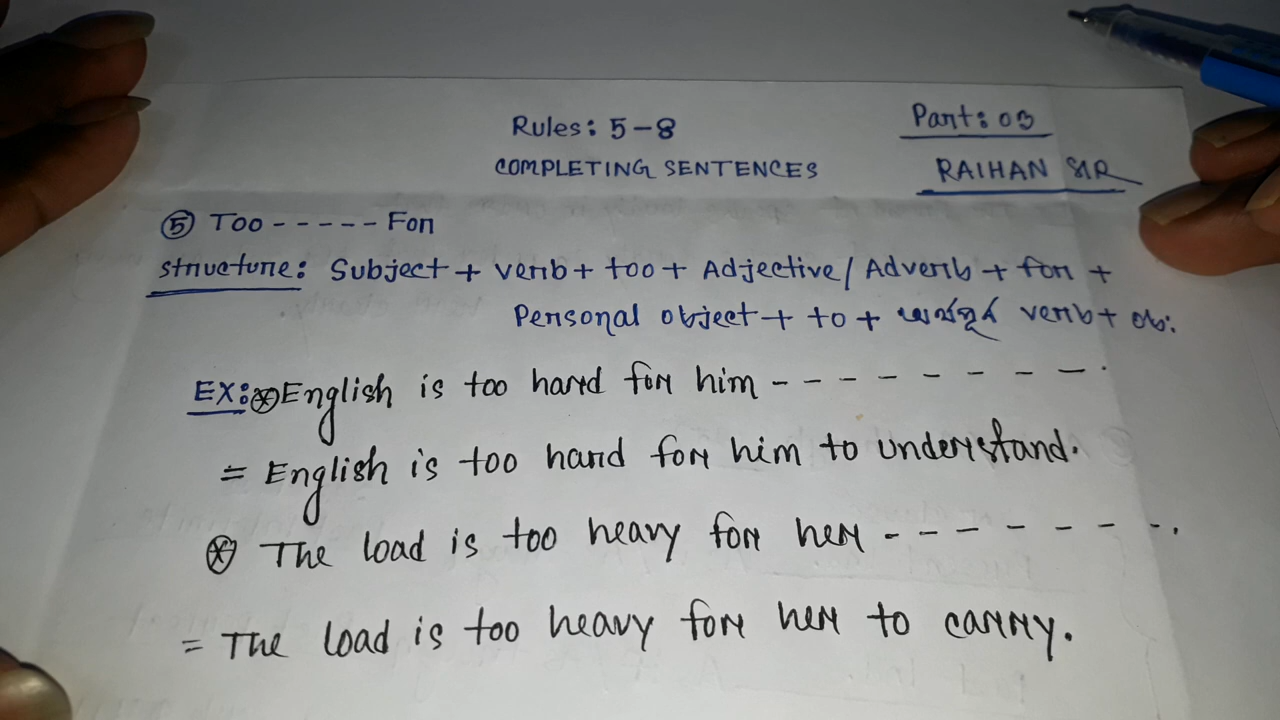 Rules: 5-8
Part: 03
COMPLETING SENTENCES
RAIHAN SIR
⑤ Too ----- For
Structure: Subject + verb + too + Adjective / Adverb + for +
Personal object + to + verb + ob:
EX: English is too hard for him - - - - - - - - - .
= English is too hard for him to understand.
The load is too heavy for her - - - - - - - - .
= The load is too heavy for her to carry.